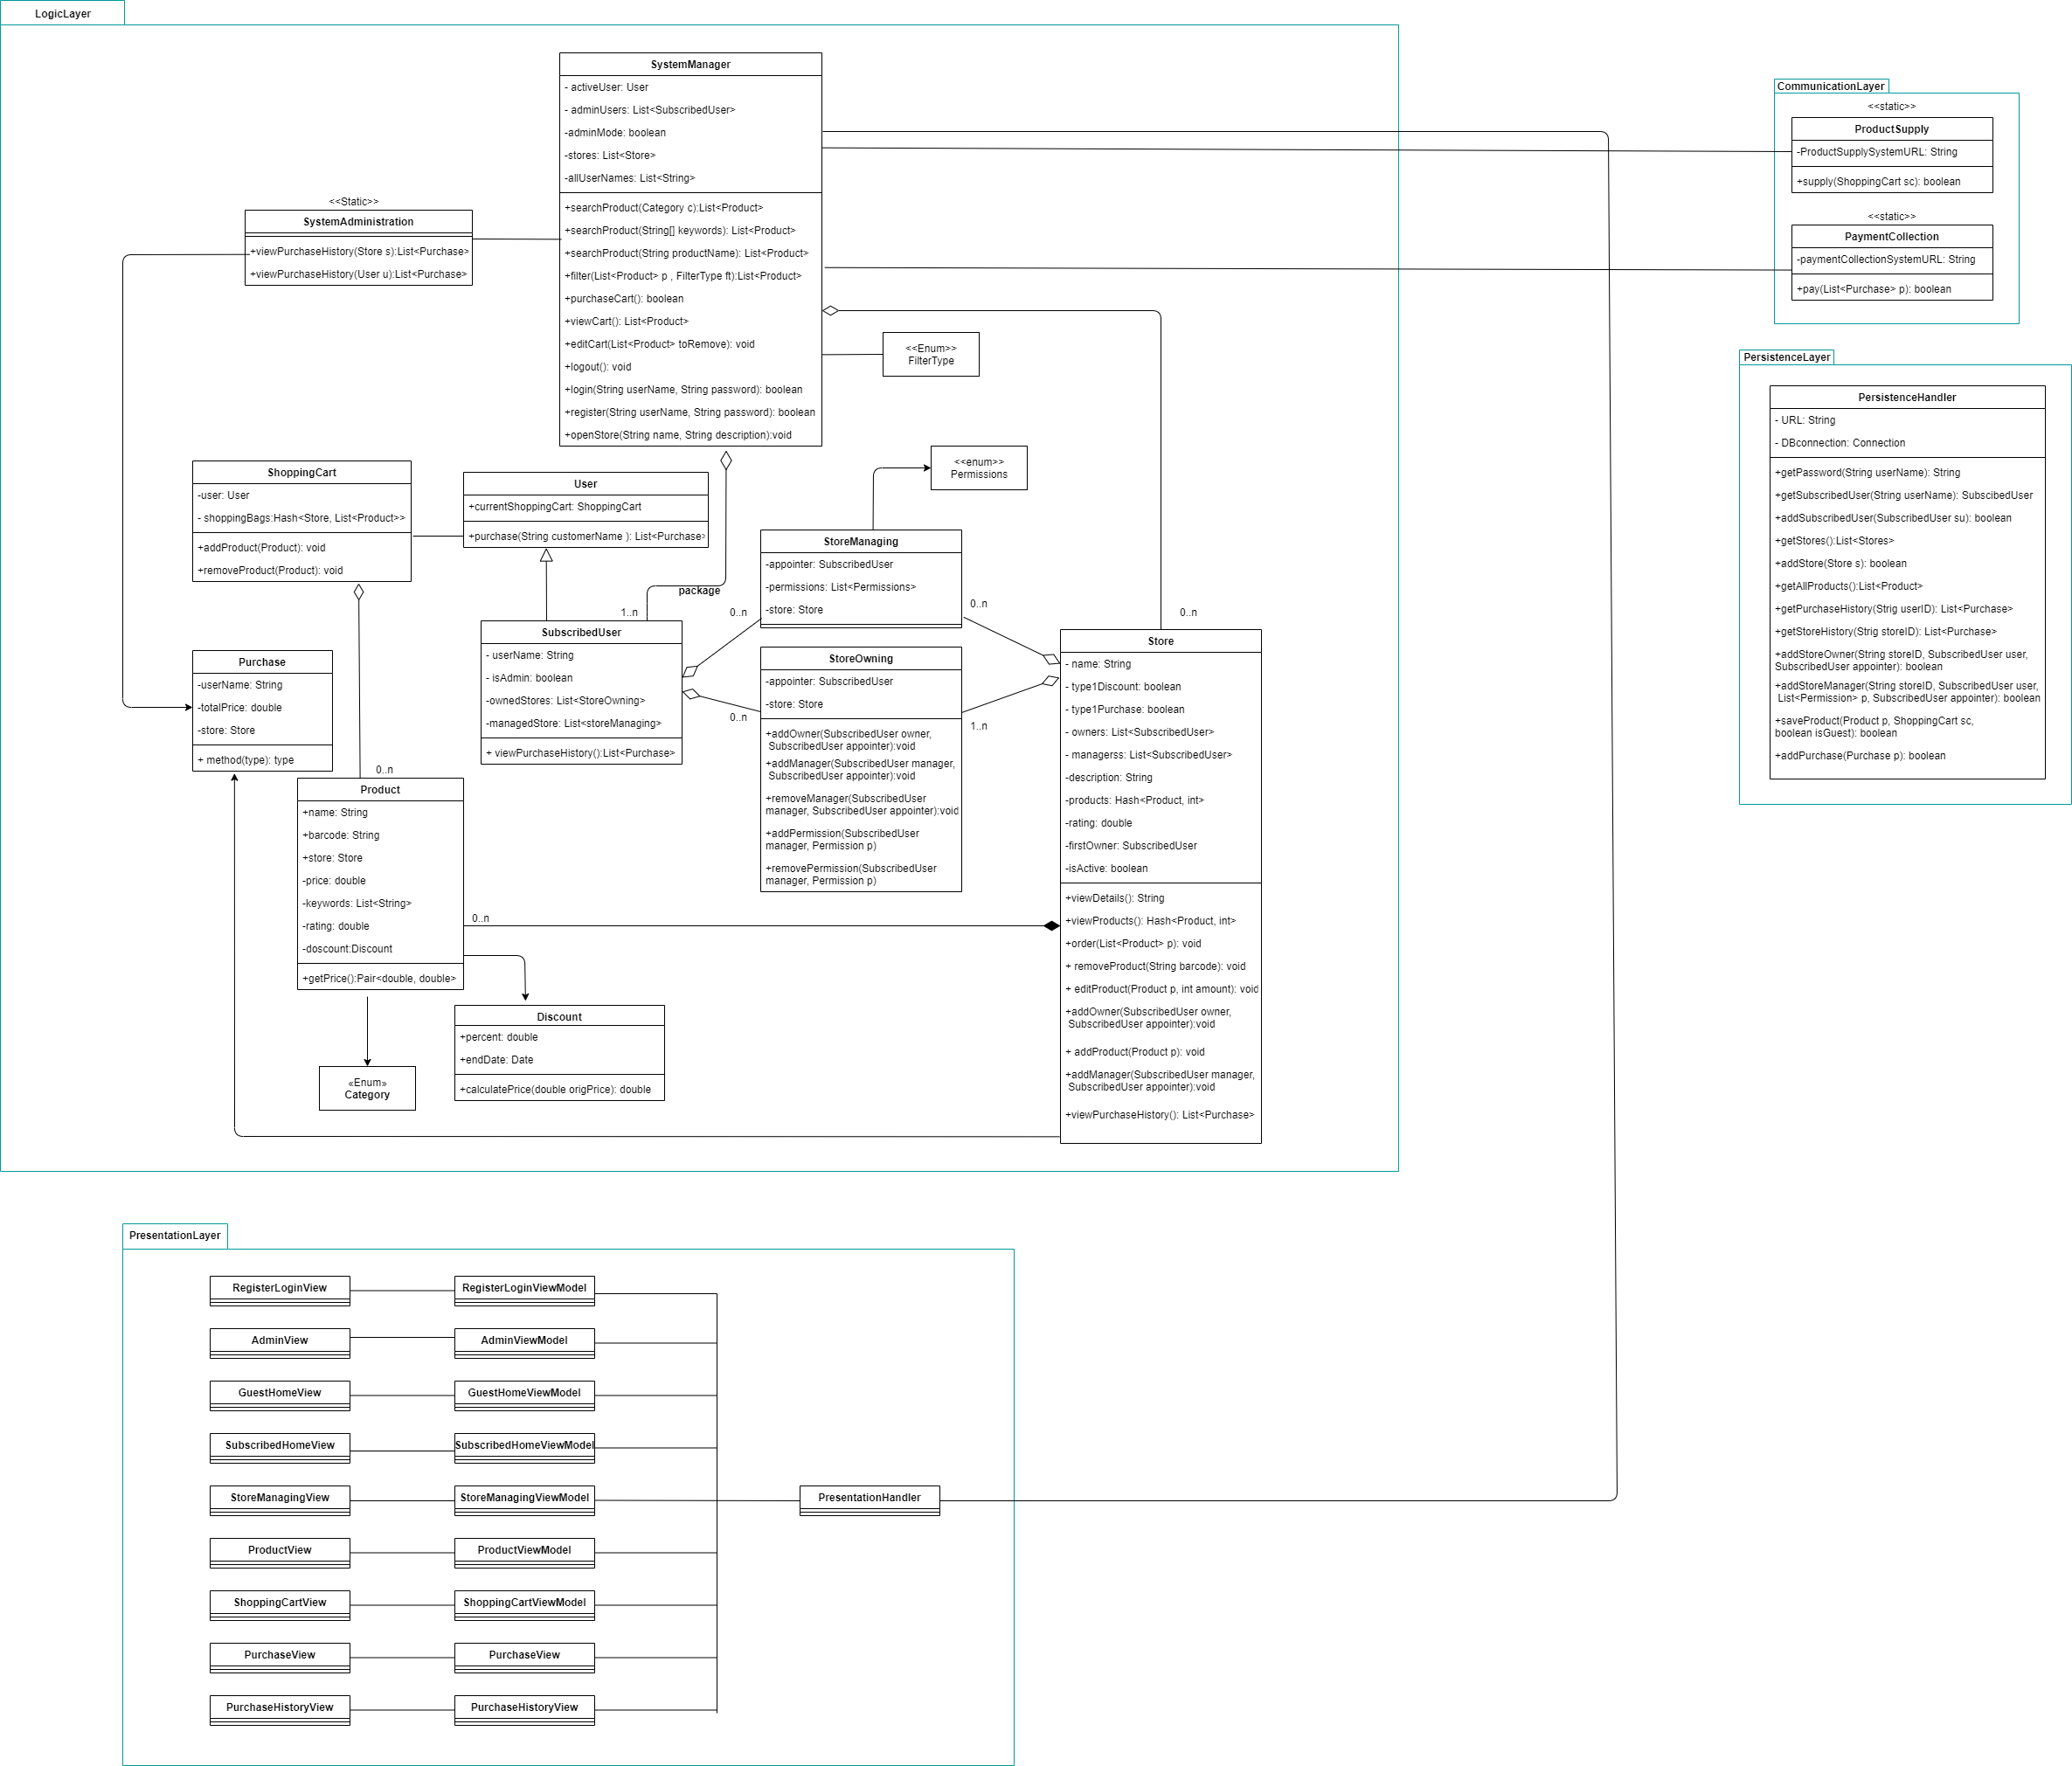 LogicLayer
SystemManager
- activeUser: User
- adminUsers: List<SubscribedUser>
-adminMode: boolean
-stores: List<Store>
-allUserNames: List<String>
+searchProduct(Category c):List<Product>
+searchProduct(String[] keywords): List<Product>
+searchProduct(String productName): List<Product>
+filter(List<Product> p , FilterType ft):List<Product>
+purchaseCart(): boolean
+viewCart(): List<Product>
+editCart(List<Product> toRemove): void
+logout(): void
+login(String userName, String password): boolean
+register(String userName, String password): boolean
+openStore(String name, String description):void
<<Static>>
SystemAdministration
+viewPurchaseHistory(Store s):List<Purchase>
+viewPurchaseHistory(User u):List<Purchase>
<<Enum>>
FilterType
CommunicationLayer
<<static>>
ProductSupply
-ProductSupplySystemURL: String
+supply(ShoppingCart sc): boolean
<<static>>
PaymentCollection
-paymentCollectionSystemURL: String
+pay(List<Purchase> p): boolean
PersistenceLayer
PersistenceHandler
- URL: String
- DBconnection: Connection
+getPassword(String userName): String
+getSubscribedUser(String userName): SubscibedUser
+addSubscribedUser(SubscribedUser su): boolean
+getStores():List<Stores>
+addStore(Store s): boolean
+getAllProducts():List<Product>
+getPurchaseHistory(Strig userID): List<Purchase>
+getStoreHistory(Strig storeID): List<Purchase>
+addStoreOwner(String storeID, SubscribedUser user,
SubscribedUser appointer): boolean
+addStoreManager(String storeID, SubscribedUser user,
List<Permission> p, SubscribedUser appointer): boolean
+saveProduct(Product p, ShoppingCart sc,
boolean isGuest): boolean
+addPurchase(Purchase p): boolean
ShoppingCart
-user: User
- shoppingBags:Hash<Store, List<Product>>
+addProduct(Product): void
+removeProduct(Product): void
User
+currentShoppingCart: ShoppingCart
+purchase(String customerName ): List<Purchase>
<<enum>>
Permissions
StoreManaging
-appointer: SubscribedUser
-permissions: List<Permissions>
-store: Store
package
1..n
0..n
0..n
0..n
SubscribedUser
- userName: String
- isAdmin: boolean
-ownedStores: List<StoreOwning>
-managedStore: List<storeManaging>
+ viewPurchaseHistory():List<Purchase>
0..n
1..n
StoreOwning
-appointer: SubscribedUser
-store: Store
+addOwner(SubscribedUser owner,
SubscribedUser appointer):void
+addManager(SubscribedUser manager,
SubscribedUser appointer):void
+removeManager(SubscribedUser
manager, SubscribedUser appointer):void
+addPermission(SubscribedUser
manager, Permission p)
+removePermission(SubscribedUser
manager, Permission p)
Store
- name: String
- type1Discount: boolean
- type1Purchase: boolean
- owners: List<SubscribedUser>
- managerss: List<SubscribedUser>
-description: String
-products: Hash<Product, int>
-rating: double
-firstOwner: SubscribedUser
-isActive: boolean
+viewDetails(): String
+viewProducts(): Hash<Product, int>
+order(List<Product> p): void
+ removeProduct(String barcode): void
+ editProduct(Product p, int amount): void
+addOwner(SubscribedUser owner,
SubscribedUser appointer):void
+ addProduct(Product p): void
+addManager(SubscribedUser manager,
SubscribedUser appointer):void
+viewPurchaseHistory(): List<Purchase>
Purchase
-userName: String
-totalPrice: double
-store: Store
+ method(type): type
0..n
Product
+name: String
+barcode: String
+store: Store
-price: double
-keywords: List<String>
-rating: double
-doscount:Discount
+getPrice():Pair<double, double>
0..n
Discount
+percent: double
+endDate: Date
+calculatePrice(double origPrice): double
«Enum»
Category
PresentationLayer
RegisterLoginView
RegisterLoginViewModel
AdminView
AdminViewModel
GuestHomeView
GuestHomeViewModel
SubscribedHomeView
SubscribedHomeViewModel
StoreManagingView
StoreManagingViewModel
PresentationHandler
ProductView
ProductViewModel
ShoppingCartView
ShoppingCartViewModel
PurchaseView
PurchaseView
PurchaseHistoryView
PurchaseHistoryView